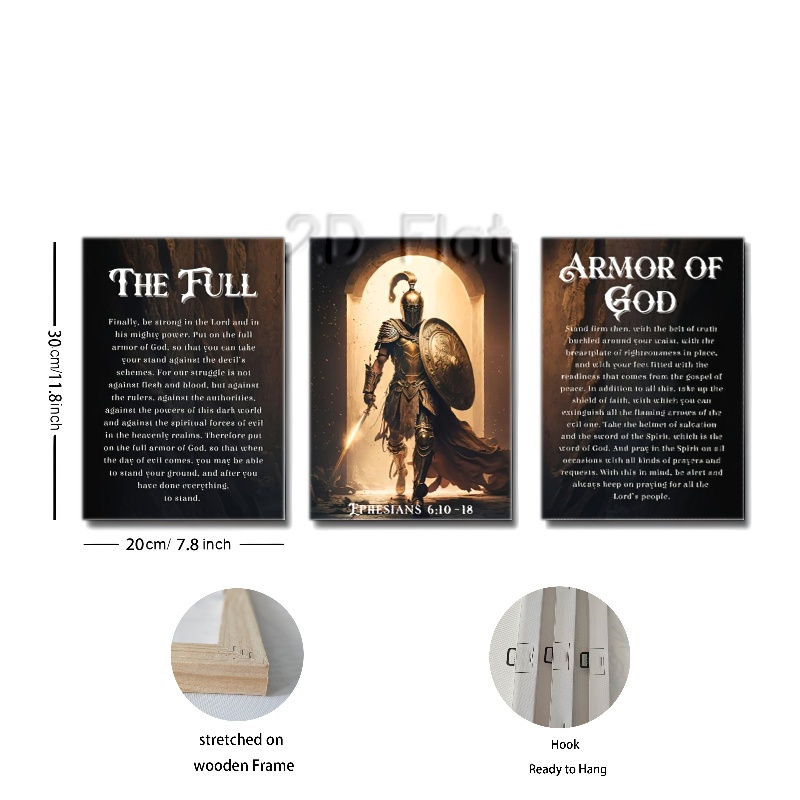 2D Flat
THE FULL
Finally, be strong in the Lord and in
his mighty power. Put on the full
armor of God, so that you can take
your stand against the devil's
schemes. For our struggle is not
against flesh and blood, but against
the rulers, against the authorities,
against the powers of this dark world
and against the spiritual forces of evil
in the heavenly realms. Therefore put
on the full armor of God, so that when
the day of evil comes, you may be able
to stand your ground, and after you
have done everything,
to stand.
EPHESIANS 6:10-18
ARMOR OF
GOD
Stand firm then, with the belt of truth
buckled around your waist, with the
breastplate of righteousness in place,
and with your feet fitted with the
readiness that comes from the gospel of
peace. In addition to all this, take up the
shield of faith, with which you can
extinguish all the flaming arrows of the
evil one. Take the helmet of salvation
and the sword of the Spirit, which is the
word of God. And pray in the Spirit on all
occasions with all kinds of prayers and
requests. With this in mind, be alert and
always keep on praying for all the
Lord's people.
30cm/11.8inch
20cm/ 7.8 inch
stretched on
wooden Frame
Hook
Ready to Hang